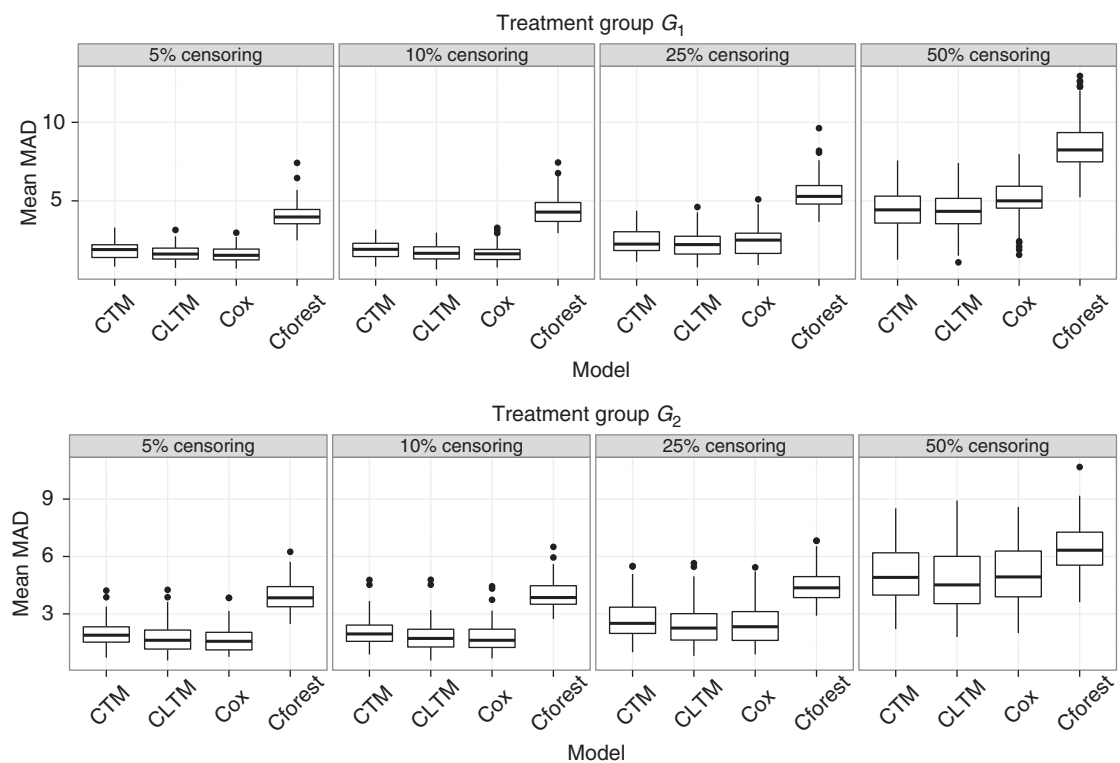 Treatment group G1
5% censoring 10% censoring 25% censoring 50% censoring
Mean MAD
10
5
CTM CLTM Cox Cforest CTM CLTM Cox Cforest CTM CLTM Cox Cforest CTM CLTM Cox Cforest
Model
Treatment group G2
5% censoring 10% censoring 25% censoring 50% censoring
Mean MAD
9
6
3
CTM CLTM Cox Cforest CTM CLTM Cox Cforest CTM CLTM Cox Cforest CTM CLTM Cox Cforest
Model